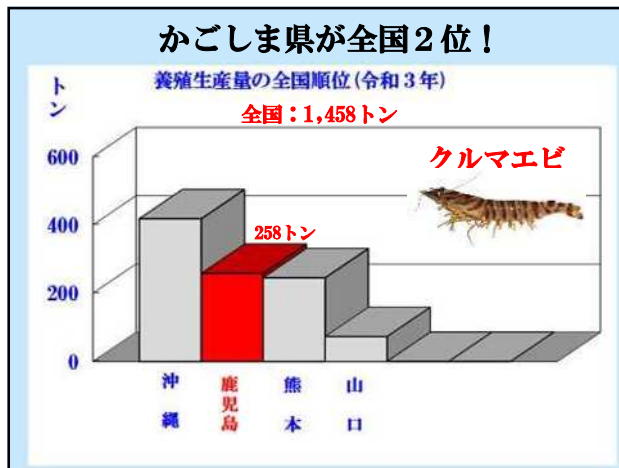 かごしま県が全国２位！
養殖生産量の全国順位(令和３年)
トン
全国：1,458トン
クルマエビ
258トン
600
400
200
0
沖縄
鹿児島
熊本
山口